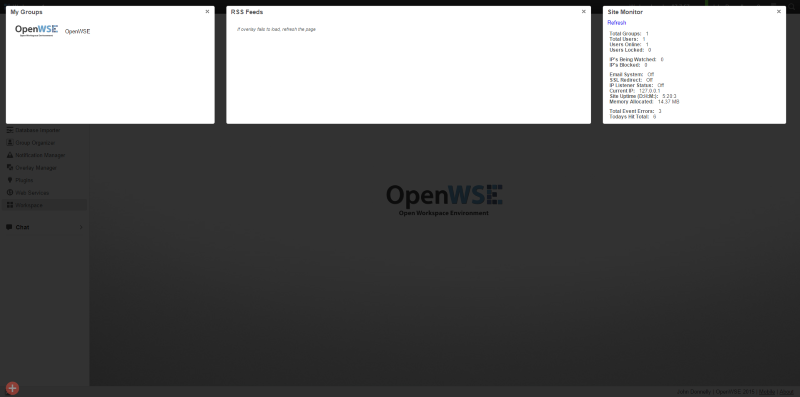 My Groups
OpenWSE
Open Workspace Environment
OpenWSE
RSS Feeds
If overlay fails to load, refresh the page.
Site Monitor
Refresh
Total Groups: 1
Total Users: 1
Users Online: 1
Users Locked: 0
IP's Being Watched: 0
IP's Blocked: 0
Email System: Off
SSL Redirect: Off
IP Listener Status: Off
Current IP: 127.0.0.1
Site Uptime (D:H:M:): 5:20:3
Memory Allocated: 14.37 MB
Total Event Errors: 3
Todays Hit Total: 6
Group Organizer
Notification Manager
Overlay Manager
Plugins
Web Services
Workspace
Chat
OpenWSE
Open Workspace Environment